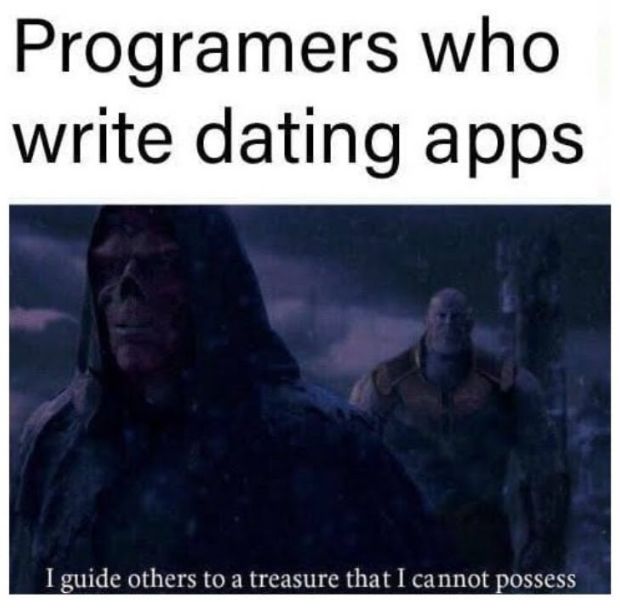 Programers who
write dating apps
I guide others to a treasure that I cannot possess